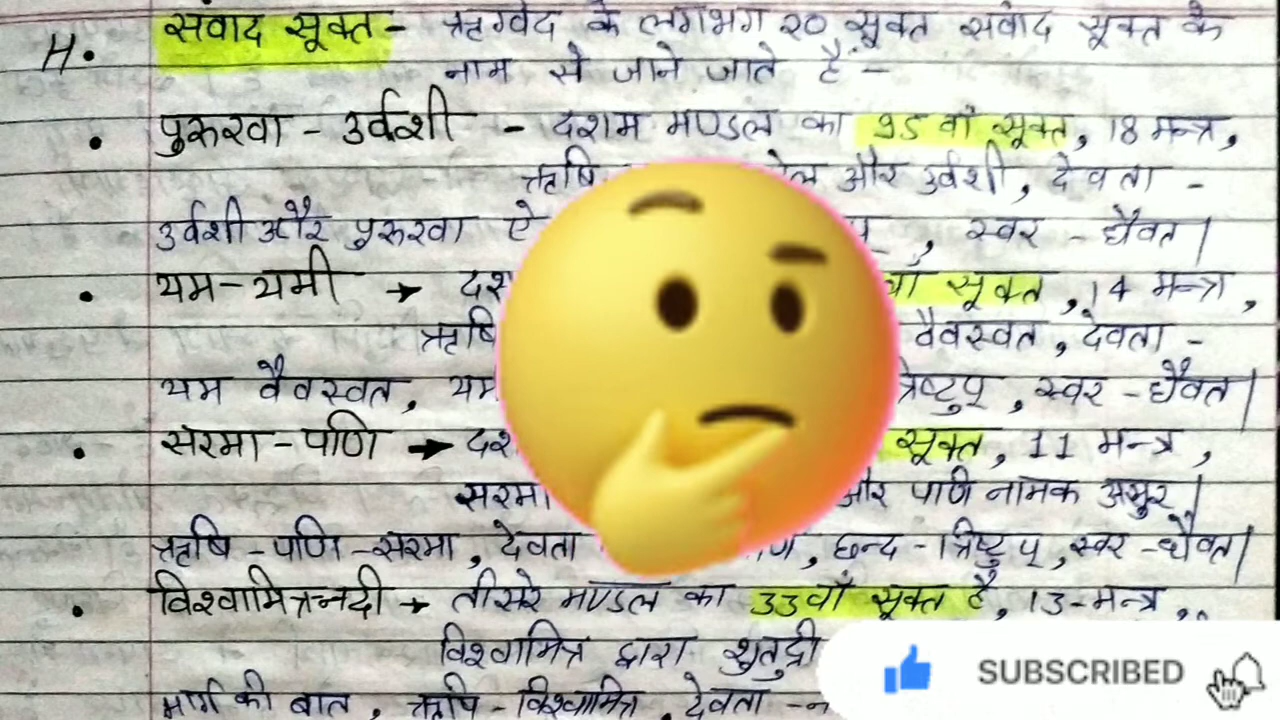 H. संवाद सूक्त - ऋग्वेद के लगभग २० सूक्त संवाद सूक्त के
नाम से जाने जाते हैं -
• पुरुरवा - उर्वशी - दशम मण्डल का 95 वाँ सूक्त, 18 मन्त्र,
ऋषि और उर्वशी, देवता -
उर्वशी और पुरुरवा ऐ , स्वर - धैवत|
• यम-यमी → सूक्त, 14 मन्त्र,
ऋषि वैवस्वत, देवता -
यम वैवस्वत, स्वर - धैवत|
• सरमा-पणि → सूक्त, 11 मन्त्र,
सरमा और पाणि नामक असुर|
ऋषि - पणि - सरमा, देवता , छन्द - त्रिष्टुप्, स्वर - धैवत|
• विश्वामित्र नदी → तीसरे मण्डल का 33वाँ सूक्त है, 13-मन्त्र,
विश्वामित्र द्वारा शुतुद्री
मार्ग की बात, ऋषि - विश्वामित्र, देवता -
SUBSCRIBED